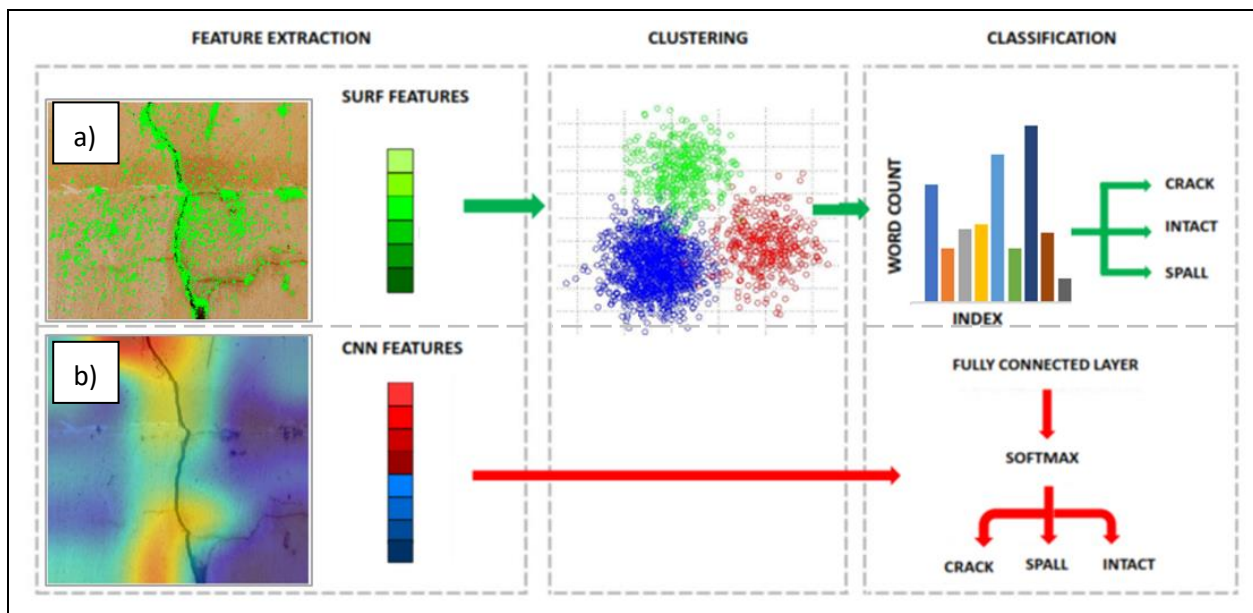 FEATURE EXTRACTION
CLUSTERING
CLASSIFICATION
a)
SURF FEATURES
WORD COUNT
INDEX
CRACK
INTACT
SPALL
b)
CNN FEATURES
FULLY CONNECTED LAYER
SOFTMAX
CRACK
SPALL
INTACT